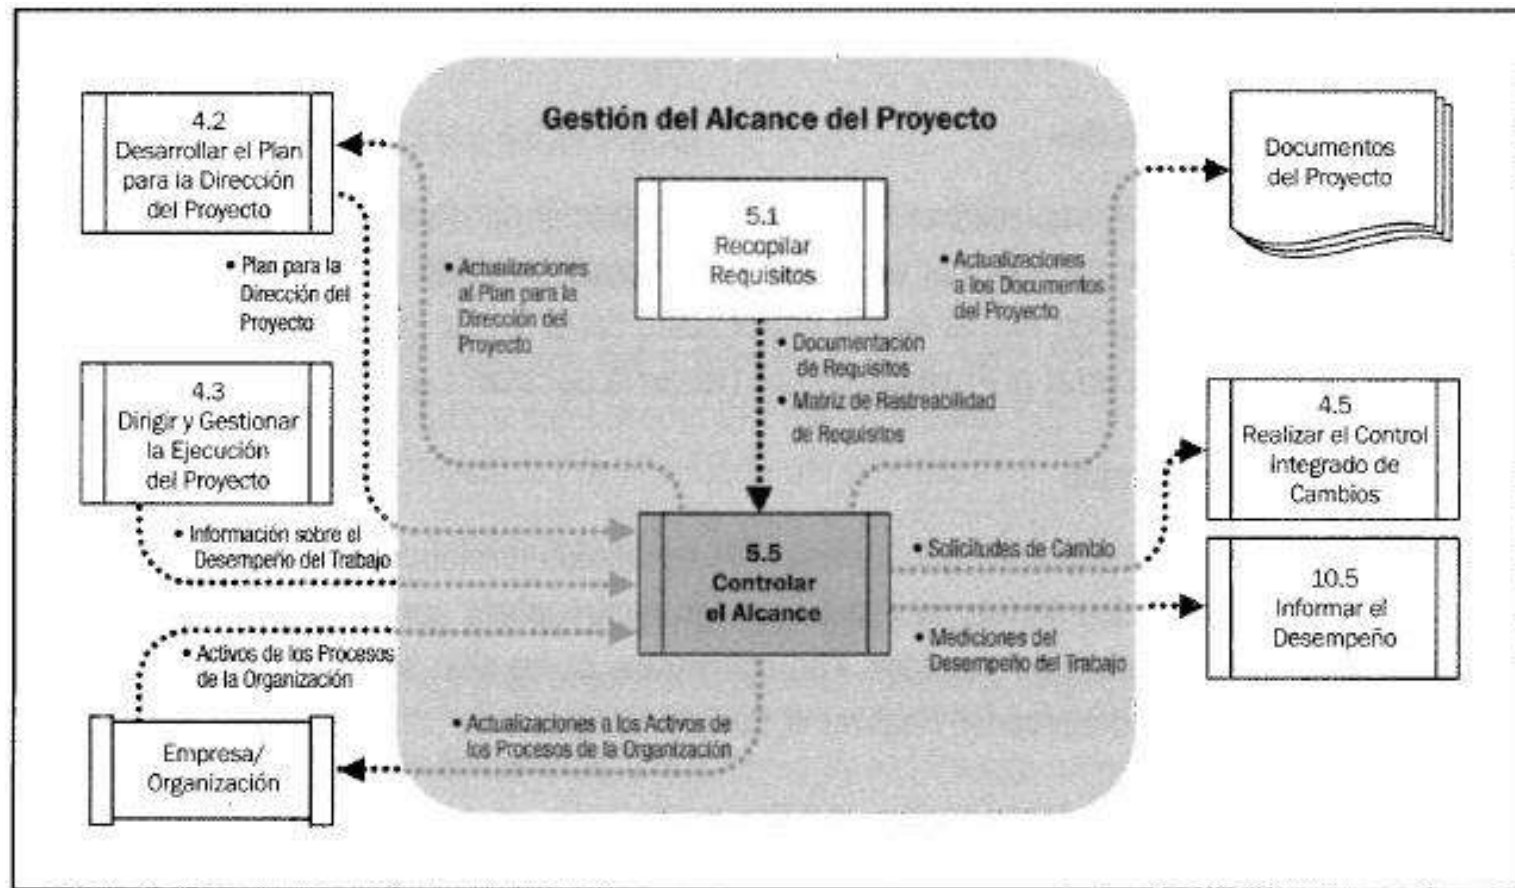 Gestión del Alcance del Proyecto
4.2
Desarrollar el Plan
para la Dirección
del Proyecto
• Plan para la
Dirección del
Proyecto
4.3
Dirigir y Gestionar
la Ejecución
del Proyecto
• Información sobre el
Desempeño del Trabajo
• Activos de los Procesos
de la Organización
Empresa/
Organización
• Actualizaciones
al Plan para la
Dirección del
Proyecto
5.1
Recopilar
Requisitos
• Documentación
de Requisitos
• Matriz de Rastreabilidad
de Requisitos
5.5
Controlar
el Alcance
• Actualizaciones a los Activos de
los Procesos de la Organización
• Actualizaciones
a los Documentos
del Proyecto
• Solicitudes de Cambio
• Mediciones del
Desempeño del Trabajo
Documentos
del Proyecto
4.5
Realizar el Control
Integrado de
Cambios
10.5
Informar el
Desempeño